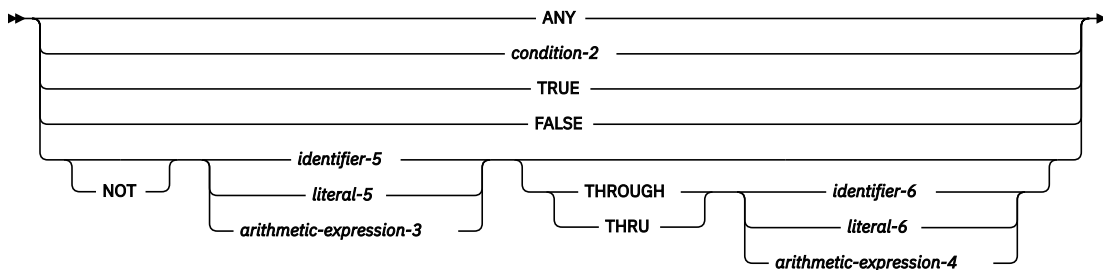 ANY
condition-2
TRUE
FALSE
identifier-5
NOT literal-5 THROUGH identifier-6
arithmetic-expression-3 THRU literal-6
arithmetic-expression-4